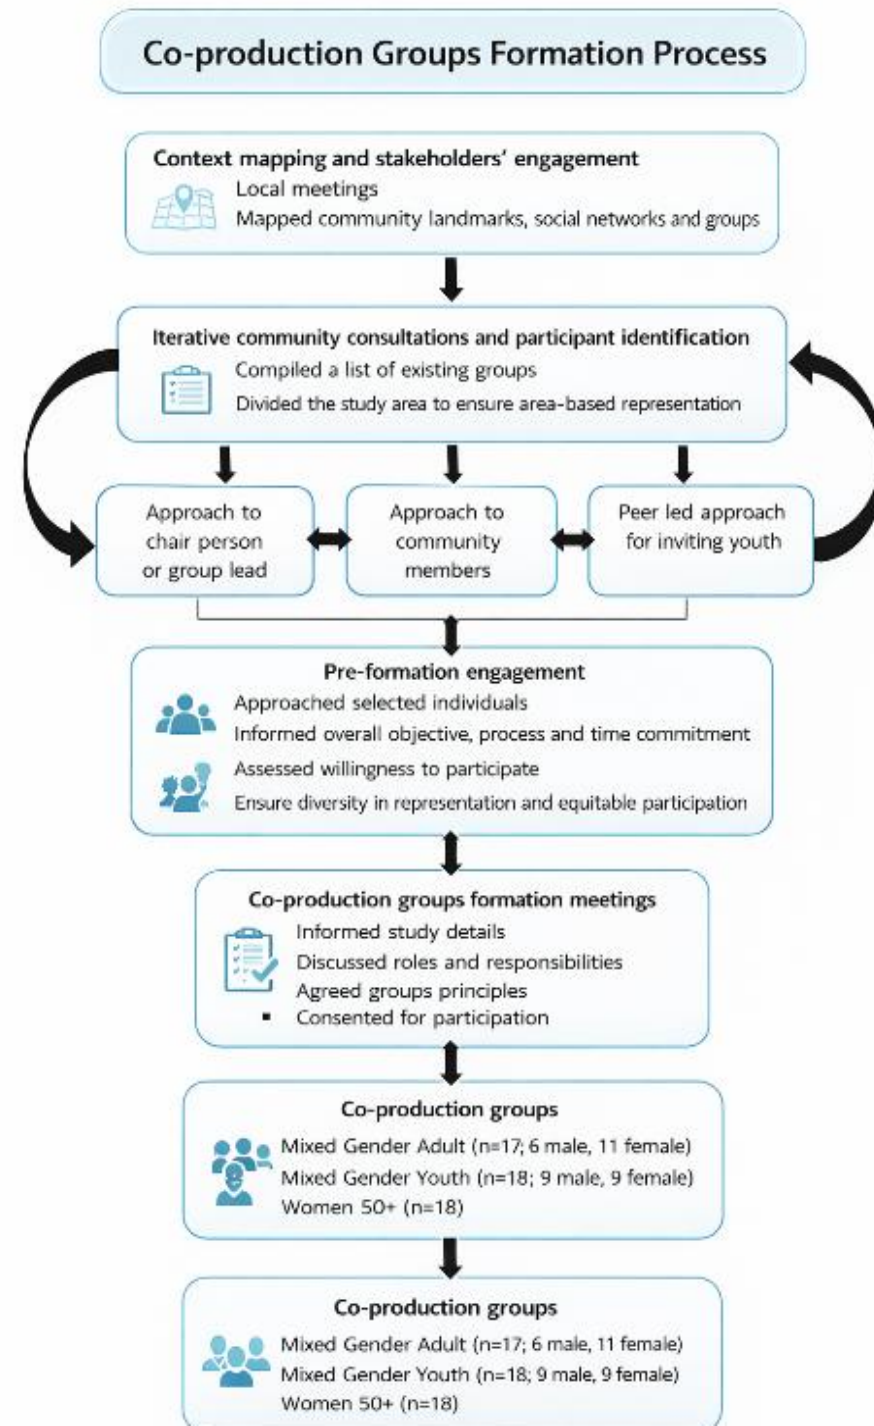 Co-production Groups Formation Process
Context mapping and stakeholders' engagement
Local meetings
Mapped community landmarks, social networks and groups
Iterative community consultations and participant identification
Compiled a list of existing groups
Divided the study area to ensure area-based representation
Approach to
chair person
or group lead
Approach to
community
members
Peer led approach
for inviting youth
Pre-formation engagement
Approached selected individuals
Informed overall objective, process and time commitment
Assessed willingness to participate
Ensure diversity in representation and equitable participation
Co-production groups formation meetings
Informed study details
Discussed roles and responsibilities
Agreed groups principles
▪ Consented for participation
Co-production groups
Mixed Gender Adult (n=17; 6 male, 11 female)
Mixed Gender Youth (n=18; 9 male, 9 female)
Women 50+ (n=18)
Co-production groups
Mixed Gender Adult (n=17; 6 male, 11 female)
Mixed Gender Youth (n=18; 9 male, 9 female)
Women 50+ (n=18)